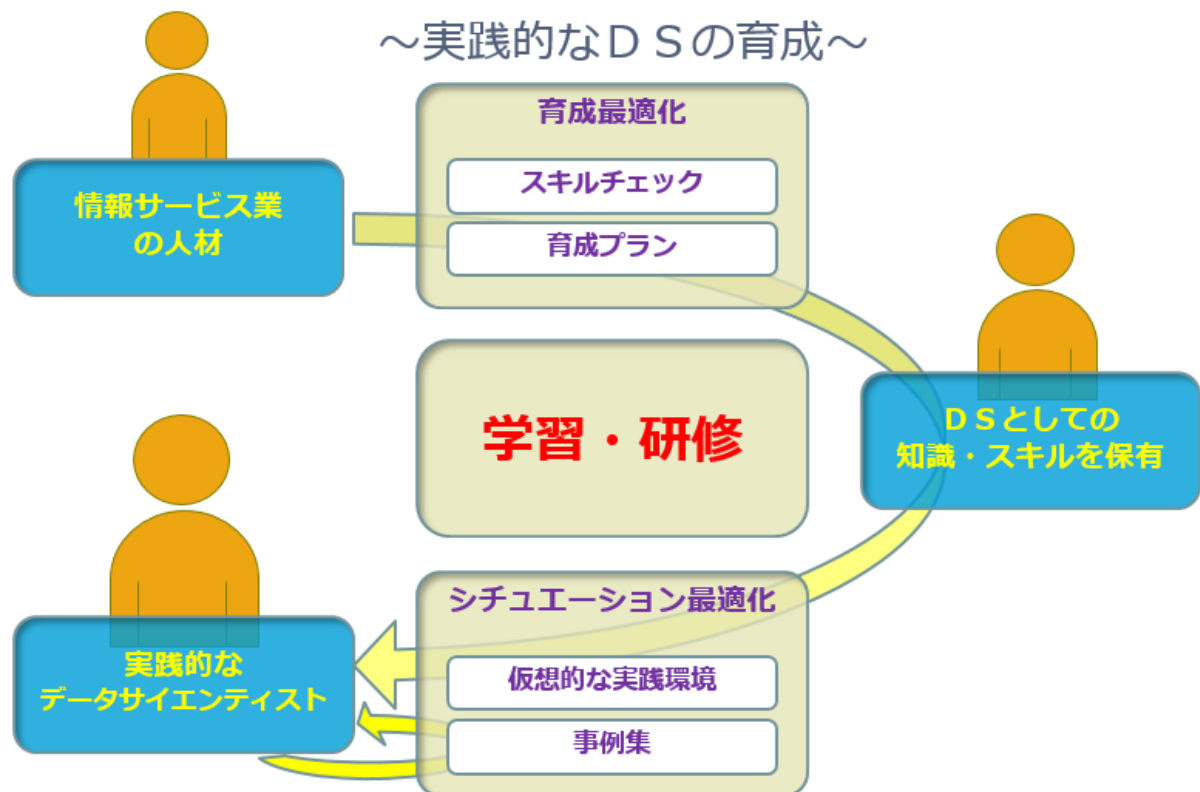 ～実践的なＤＳの育成～
育成最適化
スキルチェック
育成プラン
情報サービス業
の人材
学習・研修
ＤＳとしての
知識・スキルを保有
シチュエーション最適化
仮想的な実践環境
事例集
実践的な
データサイエンティスト